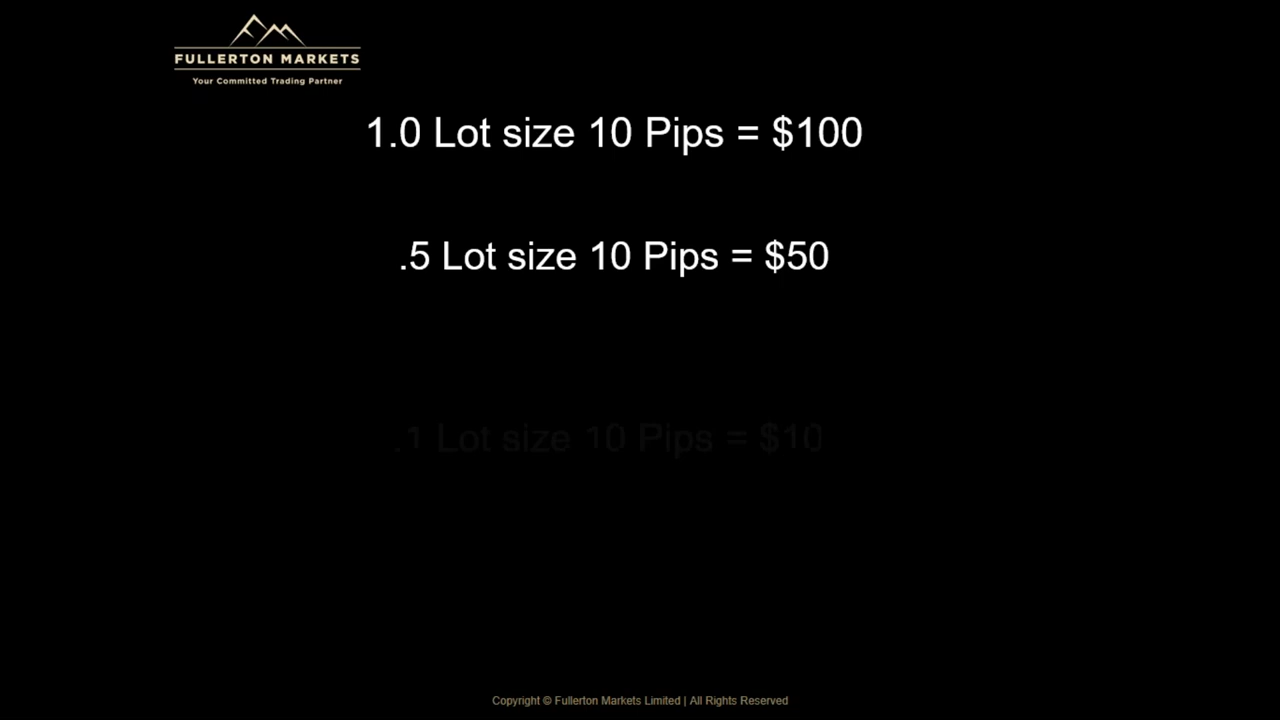 FULLERTON MARKETS
Your Committed Trading Partner
1.0 Lot size 10 Pips = $100
.5 Lot size 10 Pips = $50
.1 Lot size 10 Pips = $10
Copyright © Fullerton Markets Limited | All Rights Reserved